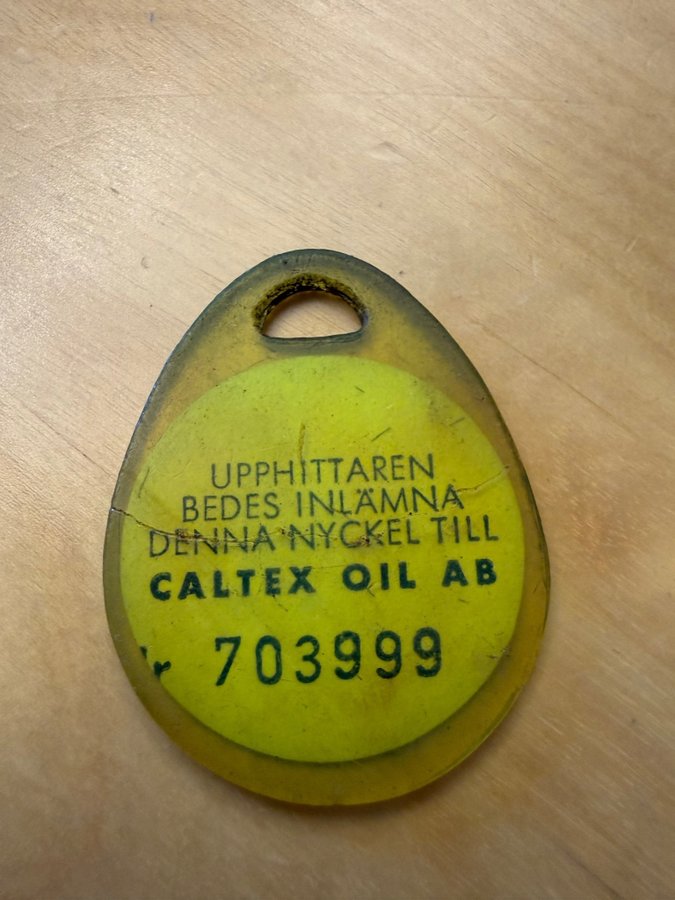 UPPHITTAREN
BEDES INLÄMNA
DENNA NYCKEL TILL
CALTEX OIL AB
703999